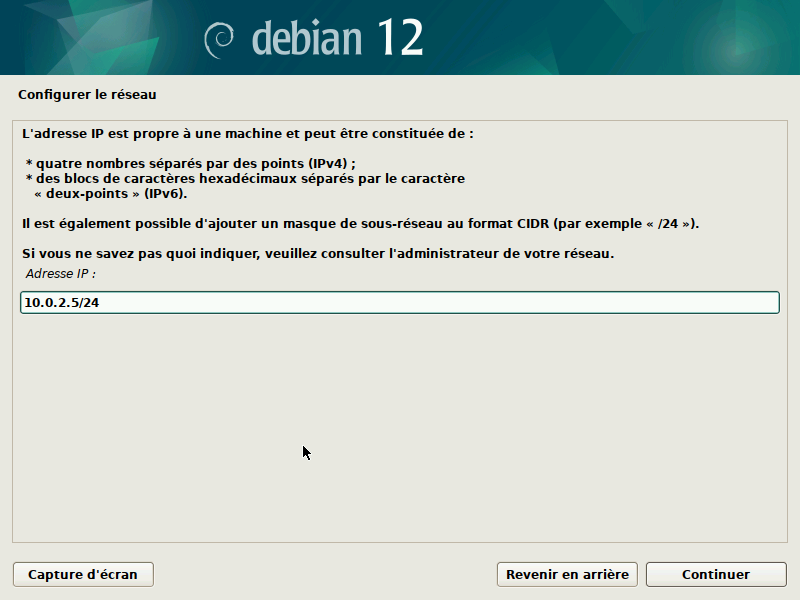 debian 12
Configurer le réseau
L'adresse IP est propre à une machine et peut être constituée de :
* quatre nombres séparés par des points (IPv4) ;
* des blocs de caractères hexadécimaux séparés par le caractère
« deux-points » (IPv6).
Il est également possible d'ajouter un masque de sous-réseau au format CIDR (par exemple « /24 »).
Si vous ne savez pas quoi indiquer, veuillez consulter l'administrateur de votre réseau.
Adresse IP :
10.0.2.5/24
Capture d'écran
Revenir en arrière
Continuer